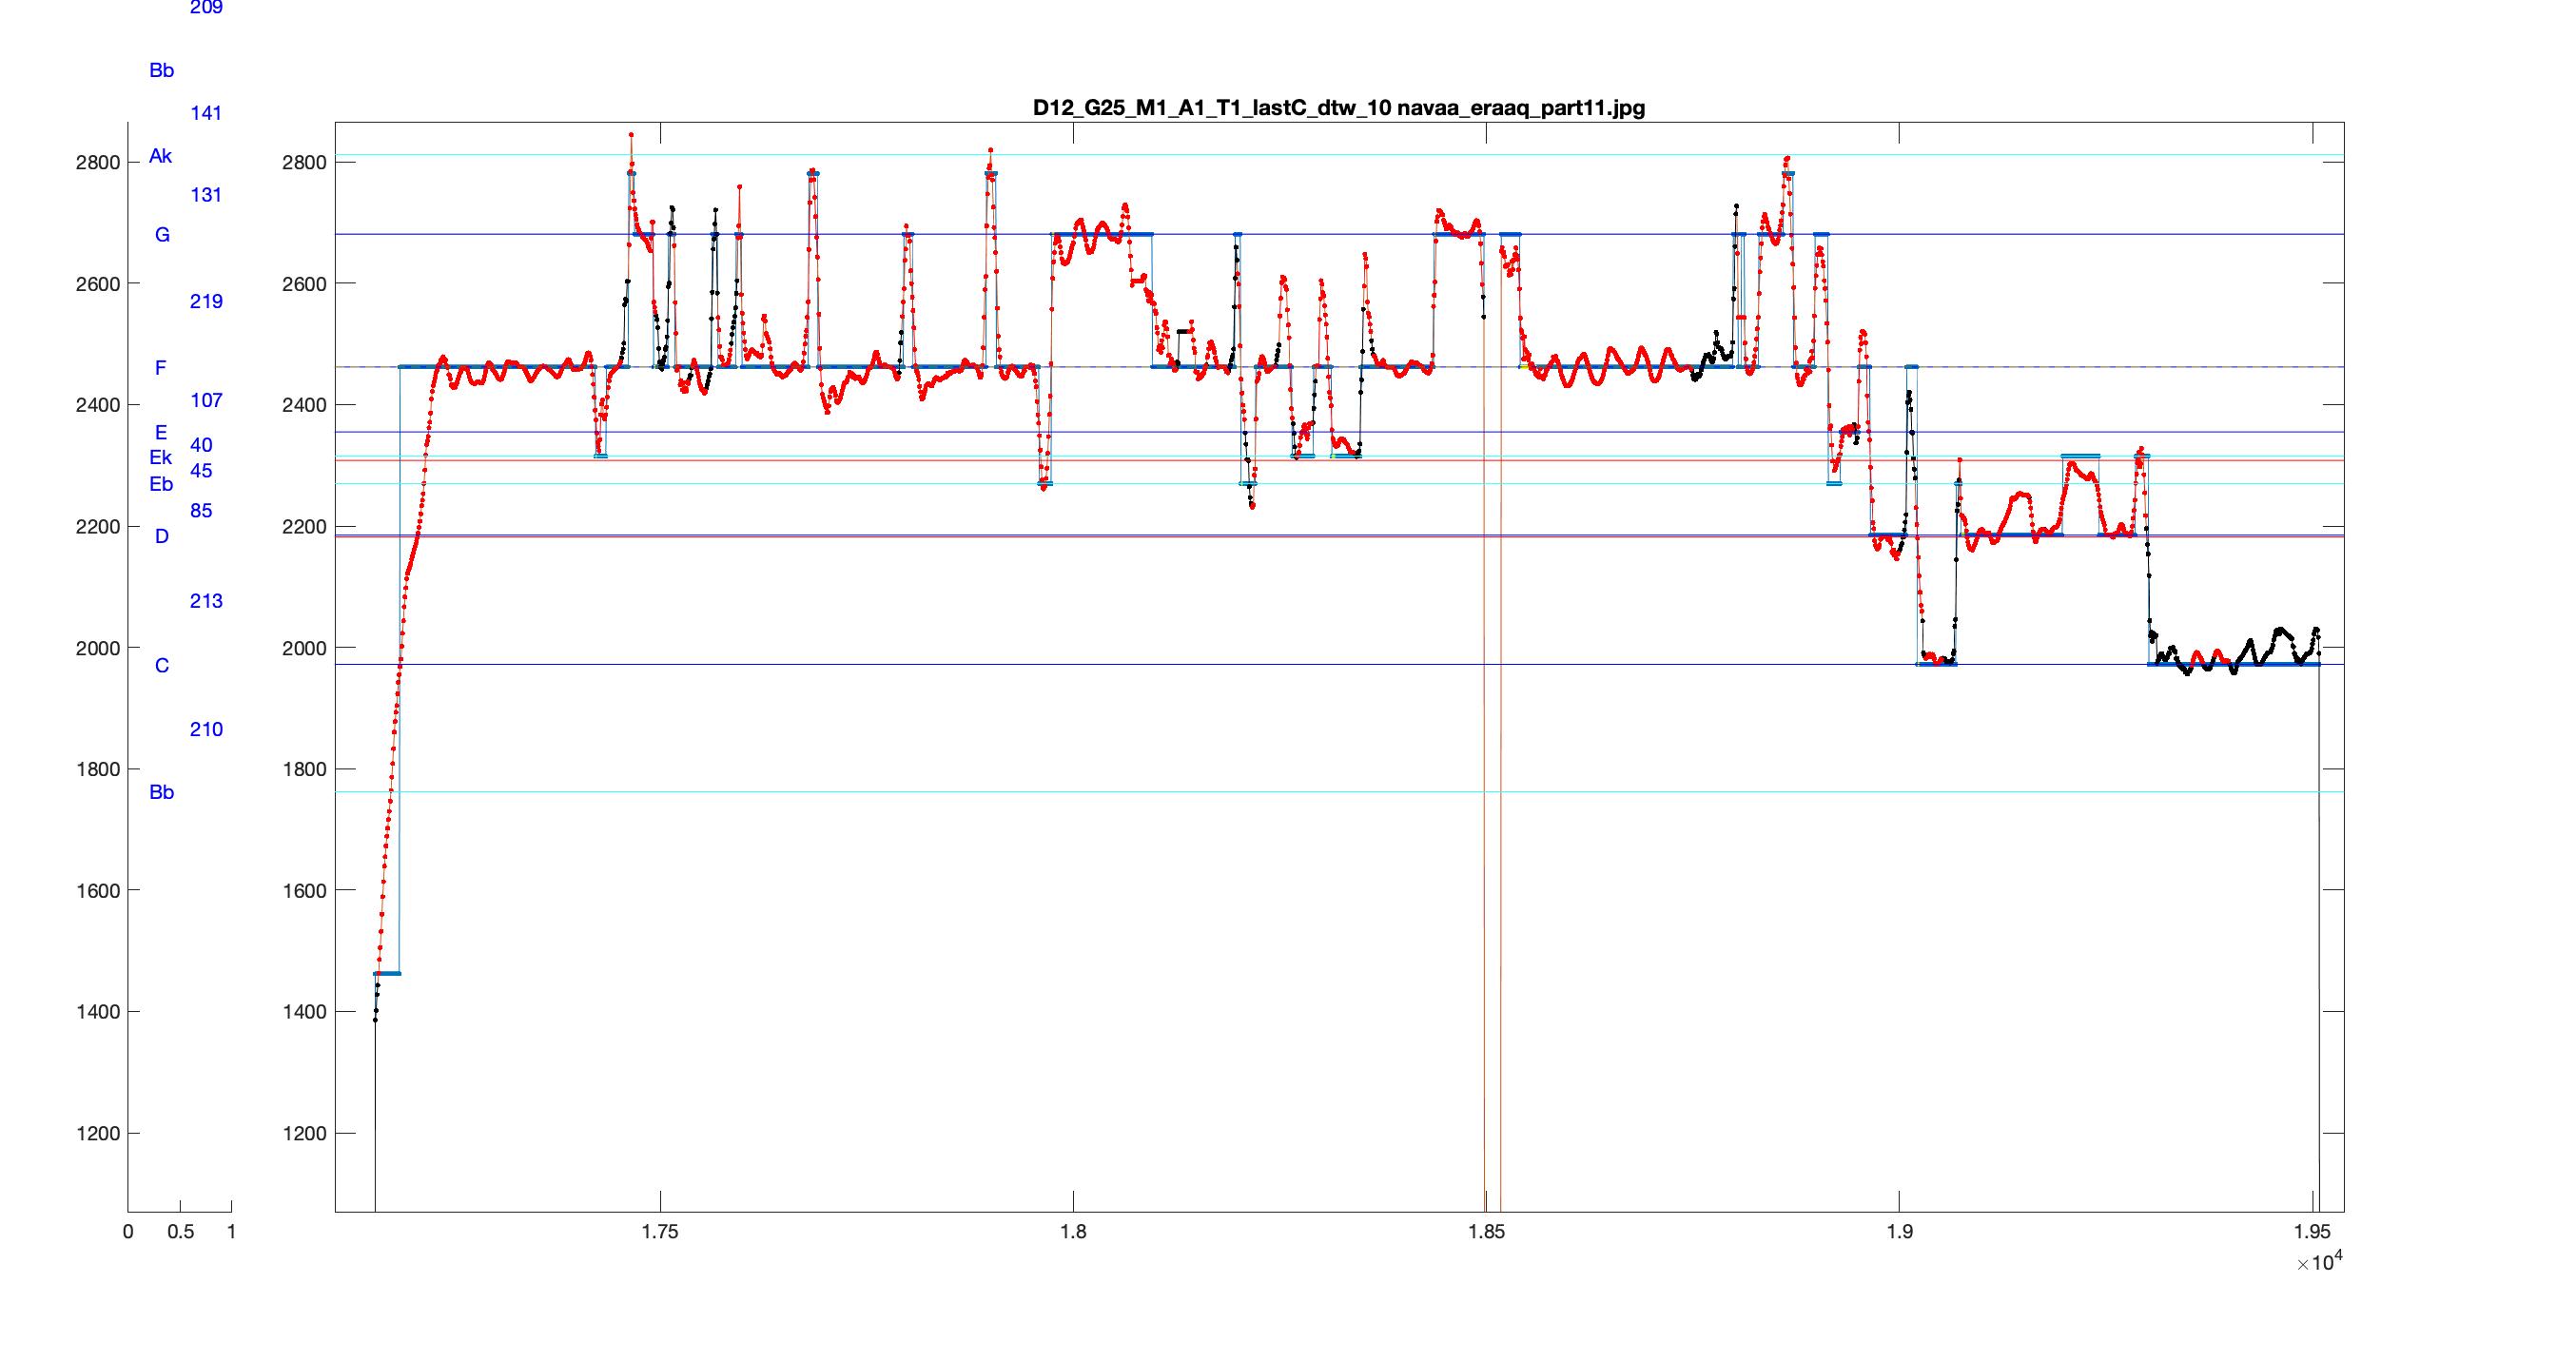 209
Bb
141
D12_G25_M1_A1_T1_lastC_dtw_10 navaa_eraaq_part11.jpg
2800 Ak 2800
131
G
2600 219 2600
F
2400 107 2400
E 40
Ek 45
Eb
2200 85 2200
D
213
2000 2000
C
210
1800 1800
Bb
1600 1600
1400 1400
1200 1200
0 0.5 1 1.75 1.8 1.85 1.9 1.95
×10⁴